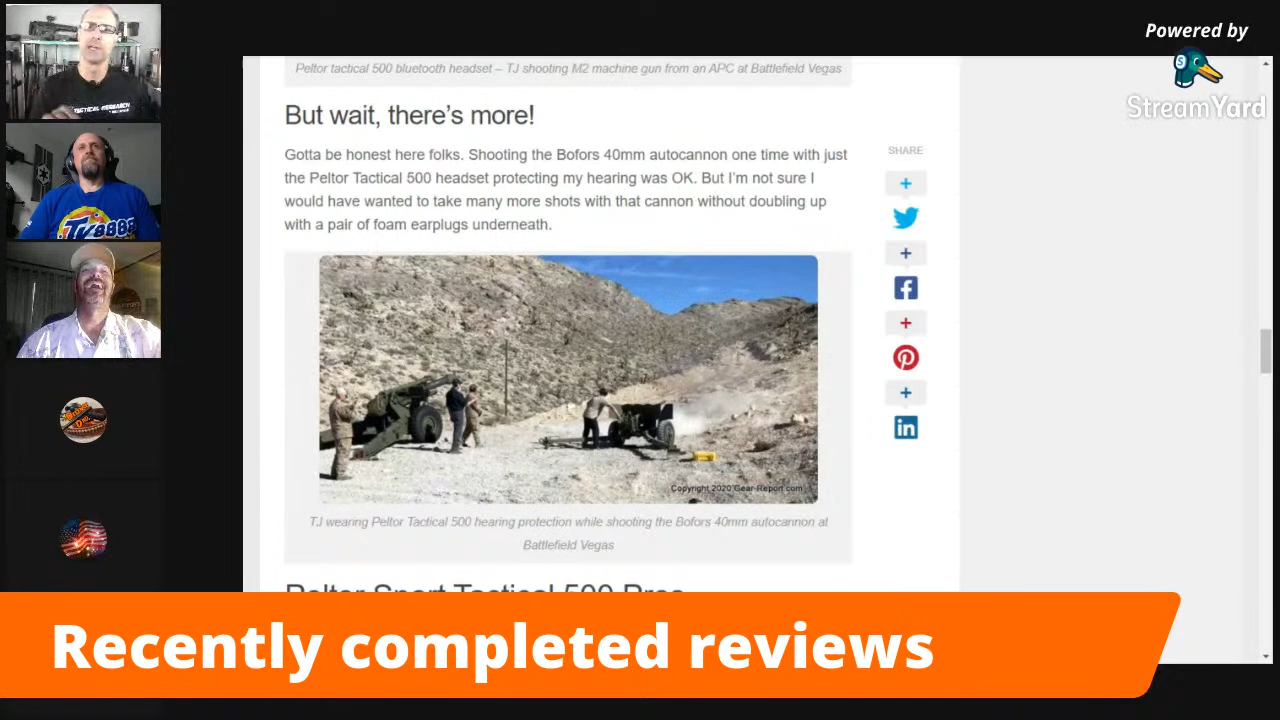 Powered by
StreamYard
Peltor tactical 500 bluetooth headset – TJ shooting M2 machine gun from an APC at Battlefield Vegas
But wait, there's more!
Gotta be honest here folks. Shooting the Bofors 40mm autocannon one time with just
the Peltor Tactical 500 headset protecting my hearing was OK. But I'm not sure I
would have wanted to take many more shots with that cannon without doubling up
with a pair of foam earplugs underneath.
SHARE
Copyright 2020 Gear-Report.com
TJ wearing Peltor Tactical 500 hearing protection while shooting the Bofors 40mm autocannon at
Battlefield Vegas
Peltor Sport Tactical 500 Pros
Recently completed reviews